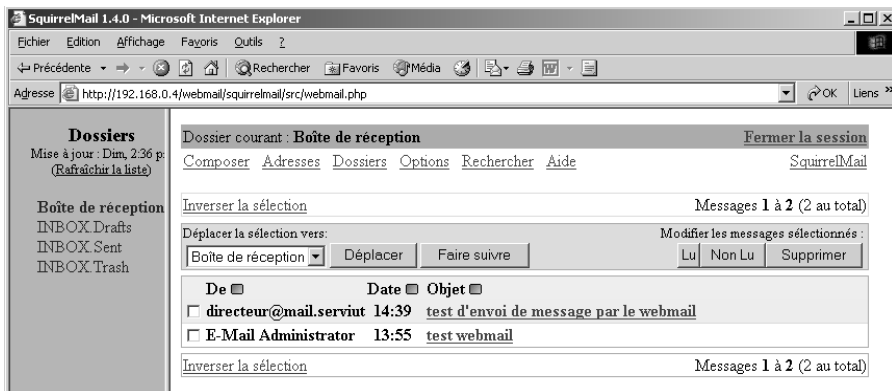 SquirrelMail 1.4.0 - Microsoft Internet Explorer
Fichier Edition Affichage Favoris Outils ?
Précédente Rechercher Favoris Média
Adresse http://192.168.0.4/webmail/squirrelmail/src/webmail.php OK Liens »
Dossiers
Mise à jour : Dim, 2:36 p:
(Rafraîchir la liste)
Boîte de réception
INBOX.Drafts
INBOX.Sent
INBOX.Trash
Dossier courant : Boîte de réception Fermer la session
Composer Adresses Dossiers Options Rechercher Aide SquirrelMail
Inverser la sélection Messages 1 à 2 (2 au total)
Déplacer la sélection vers: Modifier les messages sélectionnés :
Boîte de réception Déplacer Faire suivre Lu Non Lu Supprimer
De Date Objet
directeur@mail.serviut 14:39 test d'envoi de message par le webmail
E-Mail Administrator 13:55 test webmail
Inverser la sélection Messages 1 à 2 (2 au total)